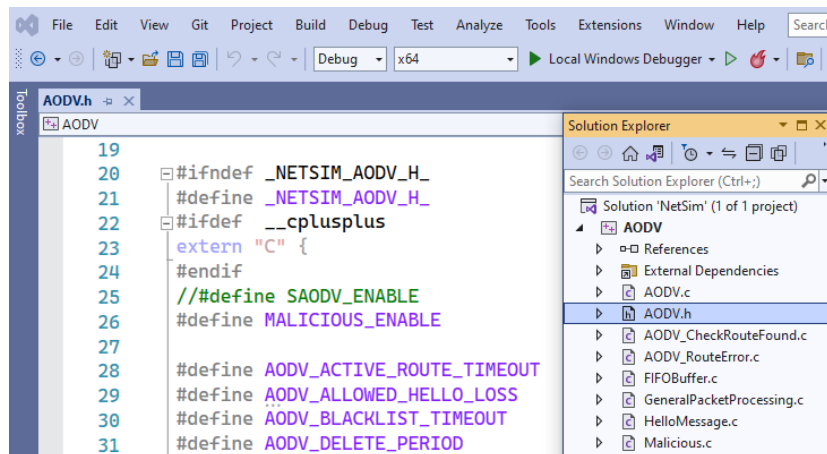 File Edit View Git Project Build Debug Test Analyze Tools Extensions Window Help Searc
Debug x64 Local Windows Debugger
Toolbox
AODV.h
AODV
19
20 #ifndef _NETSIM_AODV_H_
21 #define _NETSIM_AODV_H_
22 #ifdef __cplusplus
23 extern "C" {
24 #endif
25 //#define SAODV_ENABLE
26 #define MALICIOUS_ENABLE
27
28 #define AODV_ACTIVE_ROUTE_TIMEOUT
29 #define AODV_ALLOWED_HELLO_LOSS
30 #define AODV_BLACKLIST_TIMEOUT
31 #define AODV_DELETE_PERIOD
Solution Explorer
Search Solution Explorer (Ctrl+;)
Solution 'NetSim' (1 of 1 project)
AODV
References
External Dependencies
AODV.c
AODV.h
AODV_CheckRouteFound.c
AODV_RouteError.c
FIFOBuffer.c
GeneralPacketProcessing.c
HelloMessage.c
Malicious.c